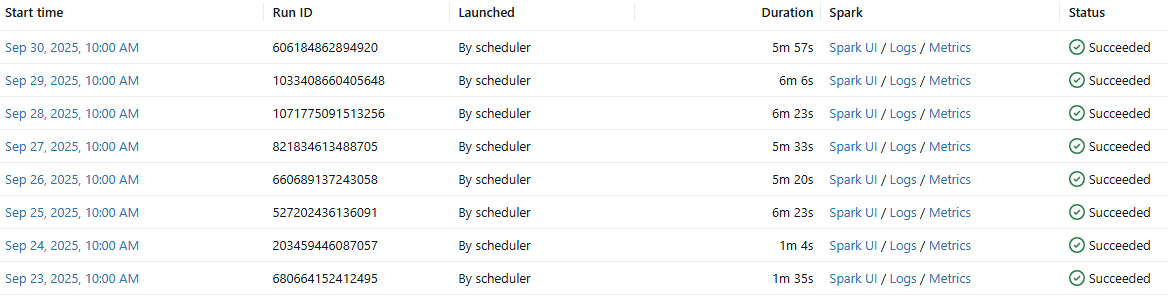 Start time Run ID Launched Duration Spark Status
Sep 30, 2025, 10:00 AM 606184862894920 By scheduler 5m 57s Spark UI / Logs / Metrics Succeeded
Sep 29, 2025, 10:00 AM 1033408660405648 By scheduler 6m 6s Spark UI / Logs / Metrics Succeeded
Sep 28, 2025, 10:00 AM 1071775091513256 By scheduler 6m 23s Spark UI / Logs / Metrics Succeeded
Sep 27, 2025, 10:00 AM 821834613488705 By scheduler 5m 33s Spark UI / Logs / Metrics Succeeded
Sep 26, 2025, 10:00 AM 660689137243058 By scheduler 5m 20s Spark UI / Logs / Metrics Succeeded
Sep 25, 2025, 10:00 AM 527202436136091 By scheduler 6m 23s Spark UI / Logs / Metrics Succeeded
Sep 24, 2025, 10:00 AM 203459446087057 By scheduler 1m 4s Spark UI / Logs / Metrics Succeeded
Sep 23, 2025, 10:00 AM 680664152412495 By scheduler 1m 35s Spark UI / Logs / Metrics Succeeded